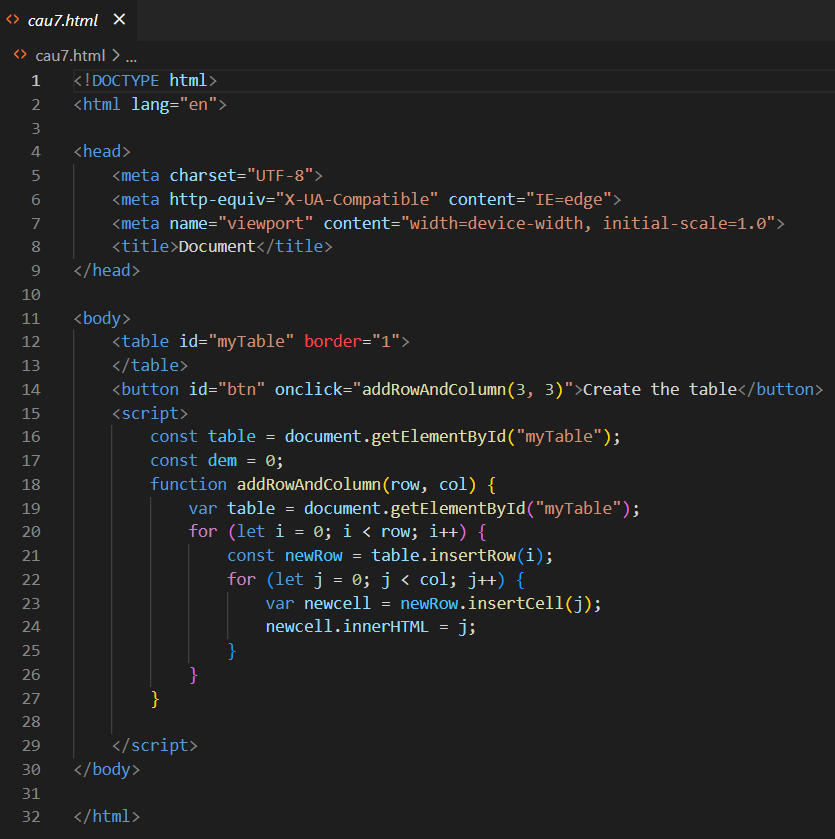 cau7.html
cau7.html > ...
1 <!DOCTYPE html>
2 <html lang="en">
3
4 <head>
5     <meta charset="UTF-8">
6     <meta http-equiv="X-UA-Compatible" content="IE=edge">
7     <meta name="viewport" content="width=device-width, initial-scale=1.0">
8     <title>Document</title>
9 </head>
10
11 <body>
12     <table id="myTable" border="1">
13     </table>
14     <button id="btn" onclick="addRowAndColumn(3, 3)">Create the table</button>
15     <script>
16         const table = document.getElementById("myTable");
17         const dem = 0;
18         function addRowAndColumn(row, col) {
19             var table = document.getElementById("myTable");
20             for (let i = 0; i < row; i++) {
21                 const newRow = table.insertRow(i);
22                 for (let j = 0; j < col; j++) {
23                     var newcell = newRow.insertCell(j);
24                     newcell.innerHTML = j;
25                 }
26             }
27         }
28
29     </script>
30 </body>
31
32 </html>